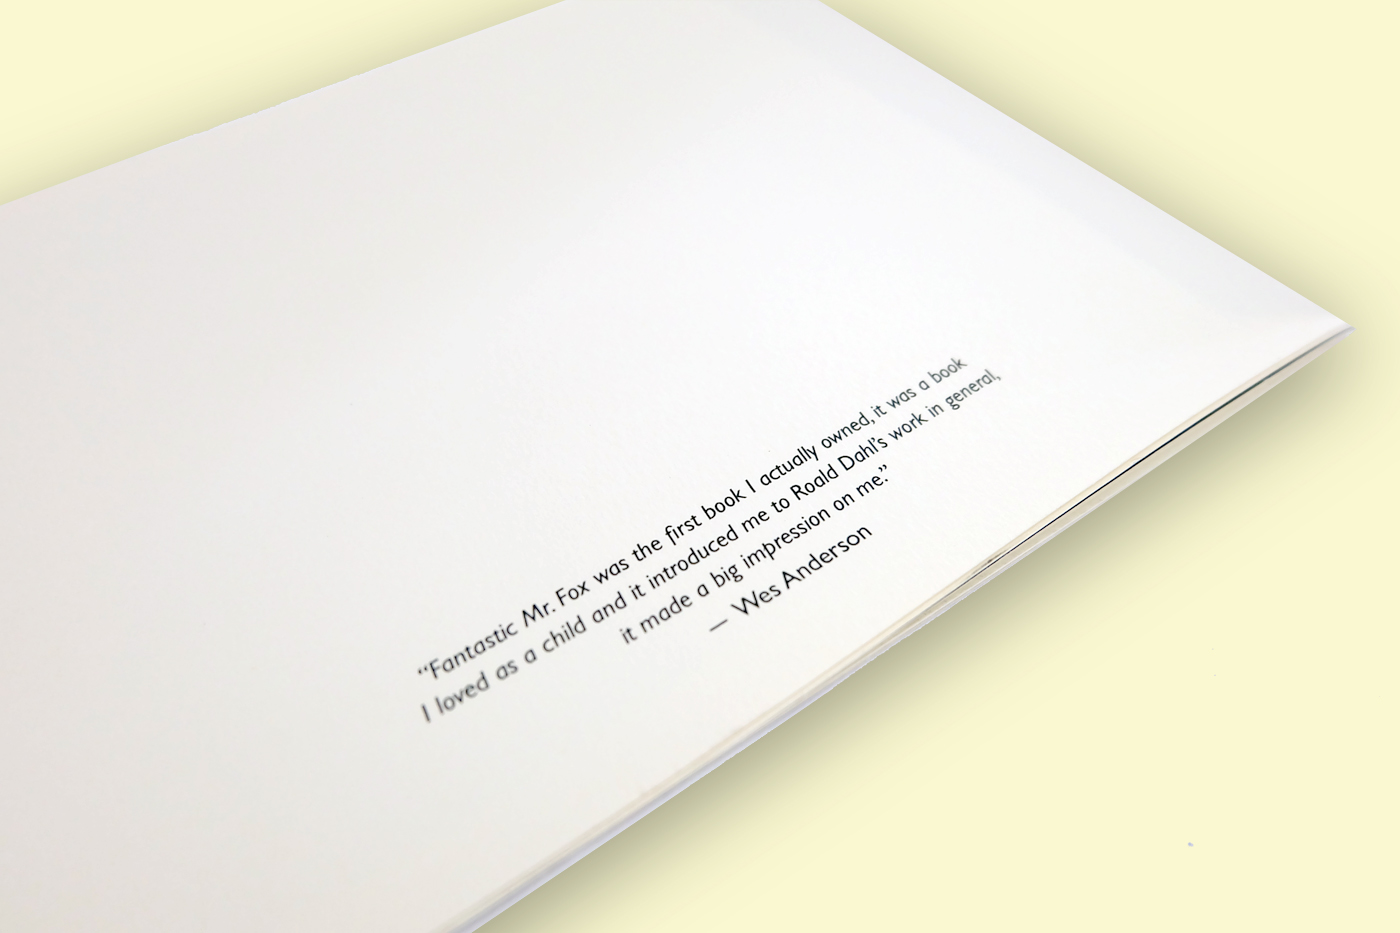 “Fantastic Mr. Fox was the first book I actually owned, it was a book
I loved as a child and it introduced me to Roald Dahl’s work in general,
it made a big impression on me.”
— Wes Anderson